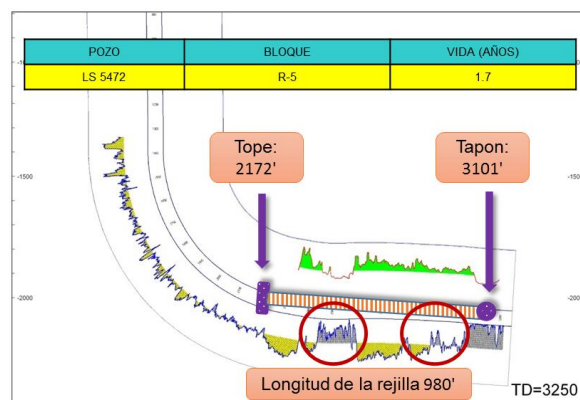 POZO BLOQUE VIDA (AÑOS)
LS 5472 R-5 1.7
-1500
-1500
Tope:
2172'
Tapon:
3101'
-2000
-2000
Longitud de la rejilla 980'
TD=3250